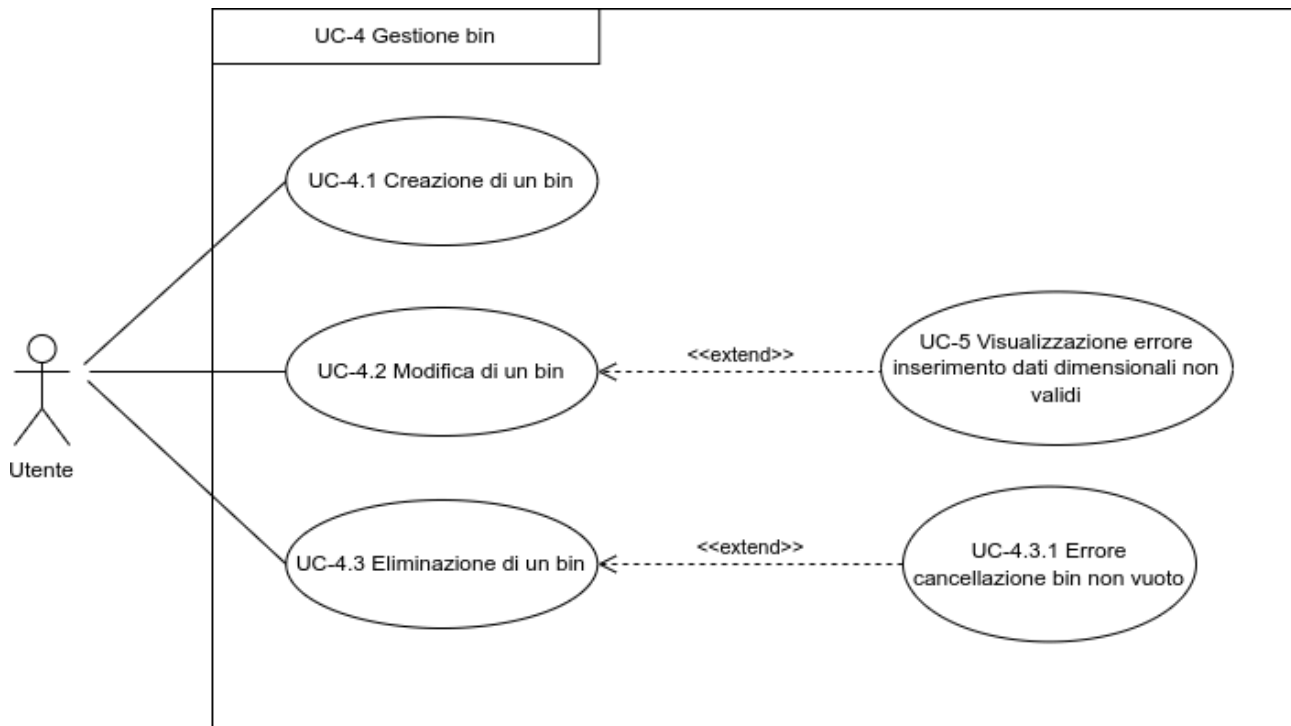 UC-4 Gestione bin
UC-4.1 Creazione di un bin
UC-4.2 Modifica di un bin
<<extend>>
UC-5 Visualizzazione errore
inserimento dati dimensionali non
validi
Utente
UC-4.3 Eliminazione di un bin
<<extend>>
UC-4.3.1 Errore
cancellazione bin non vuoto